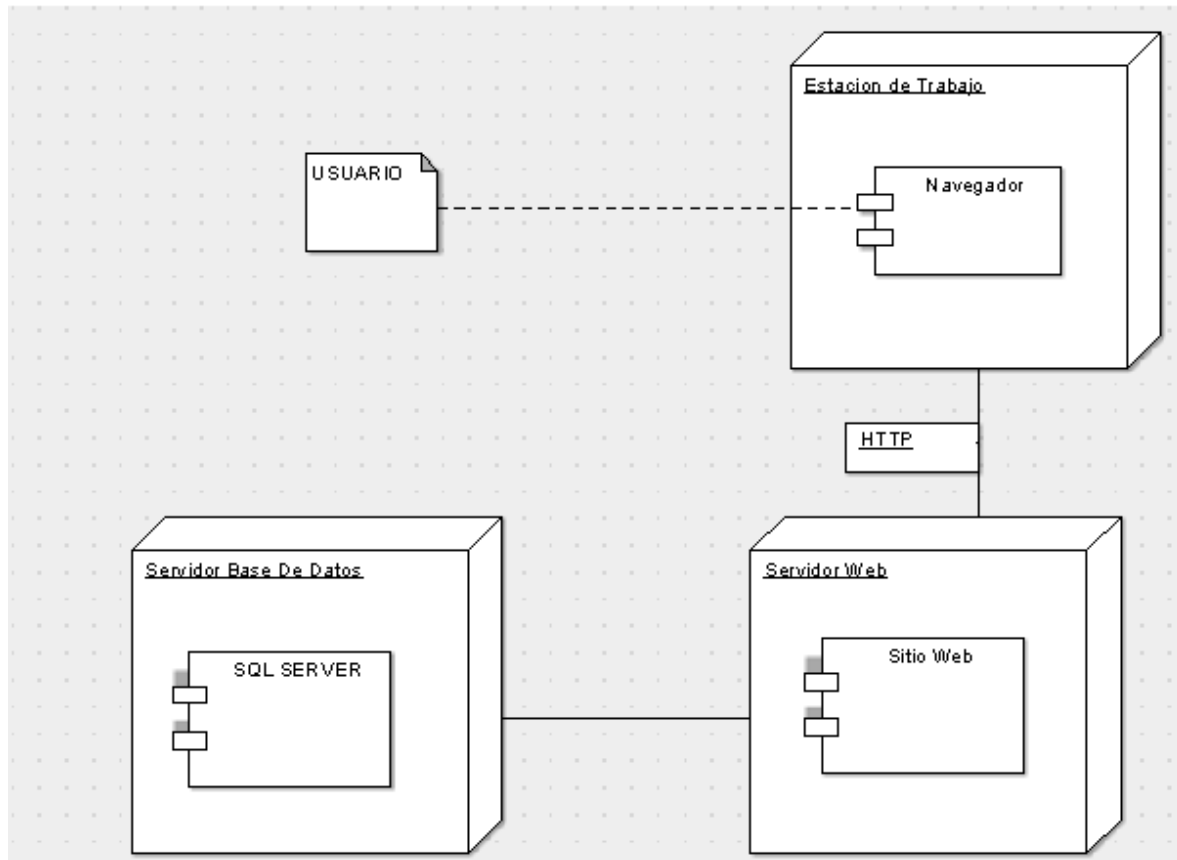 Estacion de Trabajo
USUARIO
Navegador
HTTP
Servidor Base De Datos
Servidor Web
SQL SERVER
Sitio Web